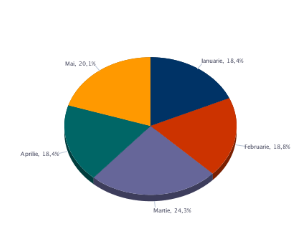 Ianuarie, 18,4%
Mai, 20,1%
Februarie, 18,8%
Aprilie, 18,4%
Martie, 24,3%